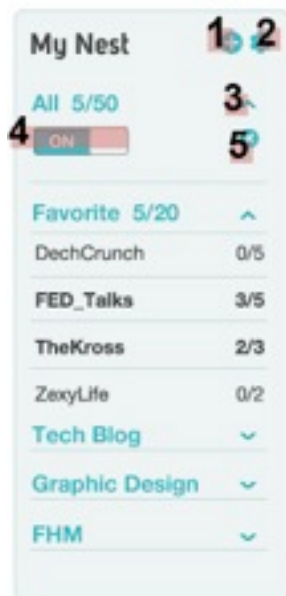 My Nest 1 2
All 5/50 3
4 ON 5
Favorite 5/20
DechCrunch 0/5
FED_Talks 3/5
TheKross 2/3
ZexyLife 0/2
Tech Blog
Graphic Design
FHM